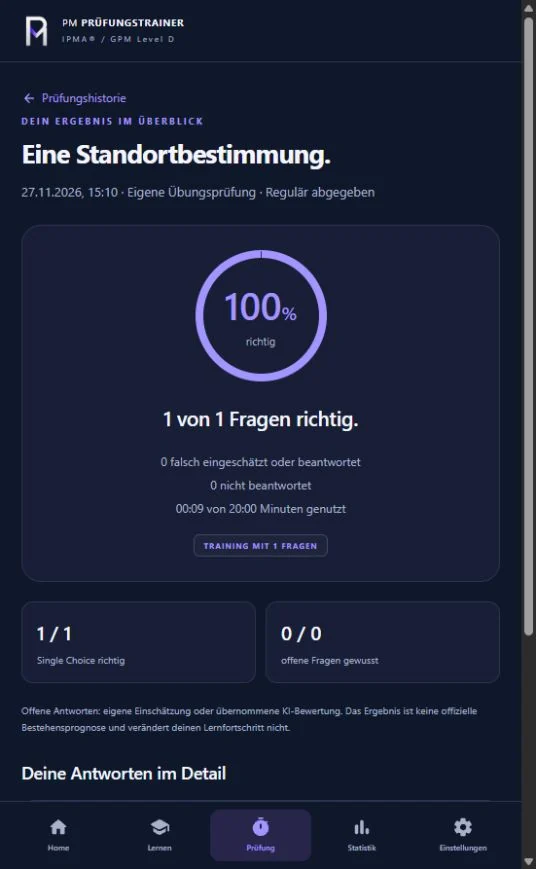 PM PRÜFUNGSTRAINER
IPMA® / GPM Level D
← Prüfungshistorie
DEIN ERGEBNIS IM ÜBERBLICK
Eine Standortbestimmung.
27.11.2026, 15:10 · Eigene Übungsprüfung · Regulär abgegeben
100%
richtig
1 von 1 Fragen richtig.
0 falsch eingeschätzt oder beantwortet
0 nicht beantwortet
00:09 von 20:00 Minuten genutzt
TRAINING MIT 1 FRAGEN
1 / 1
Single Choice richtig
0 / 0
offene Fragen gewusst
Offene Antworten: eigene Einschätzung oder übernommene KI-Bewertung. Das Ergebnis ist keine offizielle
Bestehensprognose und verändert deinen Lernfortschritt nicht.
Deine Antworten im Detail
Home
Lernen
Prüfung
Statistik
Einstellungen